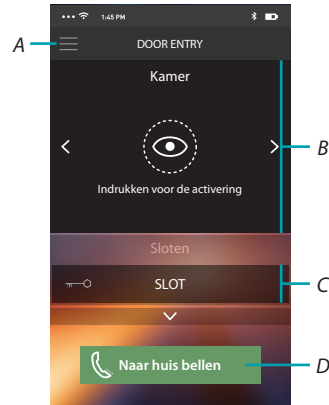 1:45 PM
A
DOOR ENTRY
Kamer
B
Indrukken voor de activering
Sloten
SLOT
C
Naar huis bellen
D